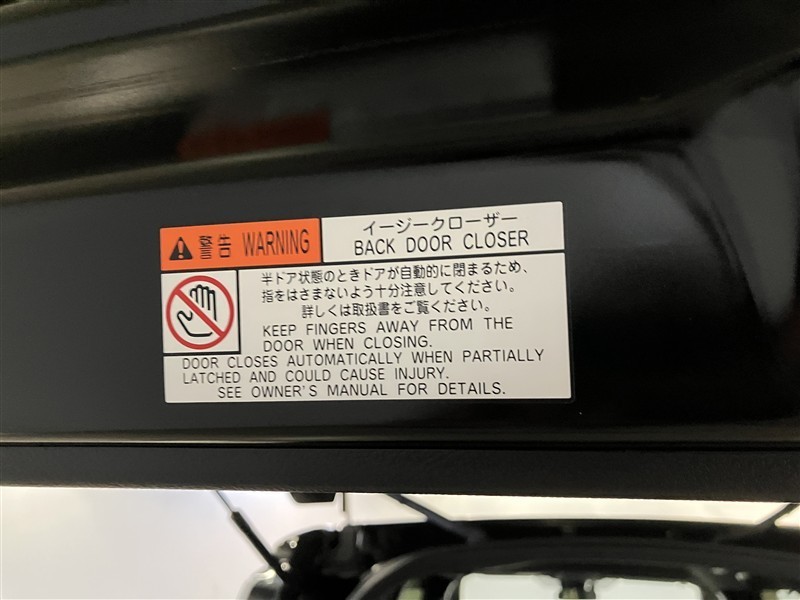 警告 WARNING
イージークローザー
BACK DOOR CLOSER
半ドア状態のときドアが自動的に閉まるため、
指をはさまないよう十分注意してください。
詳しくは取扱書をご覧ください。
KEEP FINGERS AWAY FROM THE
DOOR WHEN CLOSING.
DOOR CLOSES AUTOMATICALLY WHEN PARTIALLY
LATCHED AND COULD CAUSE INJURY.
SEE OWNER'S MANUAL FOR DETAILS.